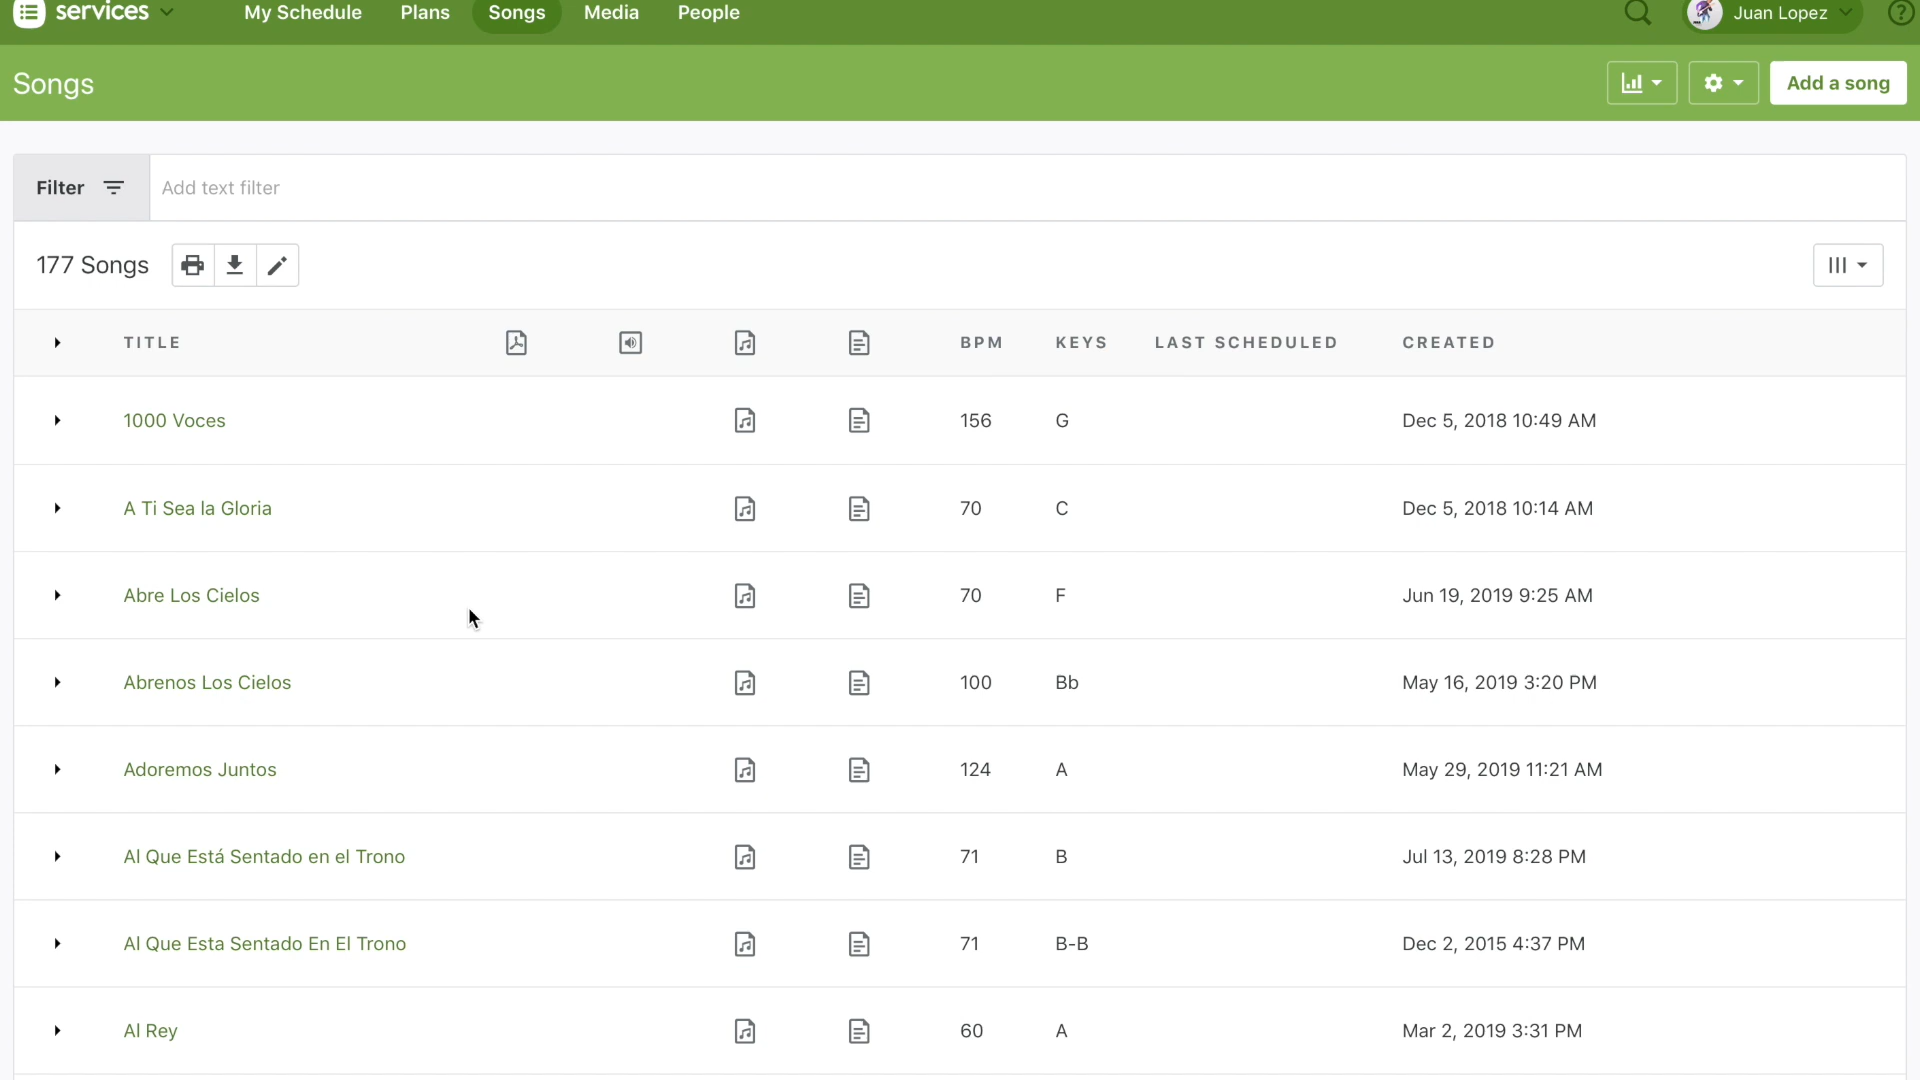 services My Schedule Plans Songs Media People Juan Lopez ?
Songs Add a song
Filter Add text filter
177 Songs
TITLE BPM KEYS LAST SCHEDULED CREATED
1000 Voces 156 G Dec 5, 2018 10:49 AM
A Ti Sea la Gloria 70 C Dec 5, 2018 10:14 AM
Abre Los Cielos 70 F Jun 19, 2019 9:25 AM
Abrenos Los Cielos 100 Bb May 16, 2019 3:20 PM
Adoremos Juntos 124 A May 29, 2019 11:21 AM
Al Que Está Sentado en el Trono 71 B Jul 13, 2019 8:28 PM
Al Que Esta Sentado En El Trono 71 B-B Dec 2, 2015 4:37 PM
Al Rey 60 A Mar 2, 2019 3:31 PM